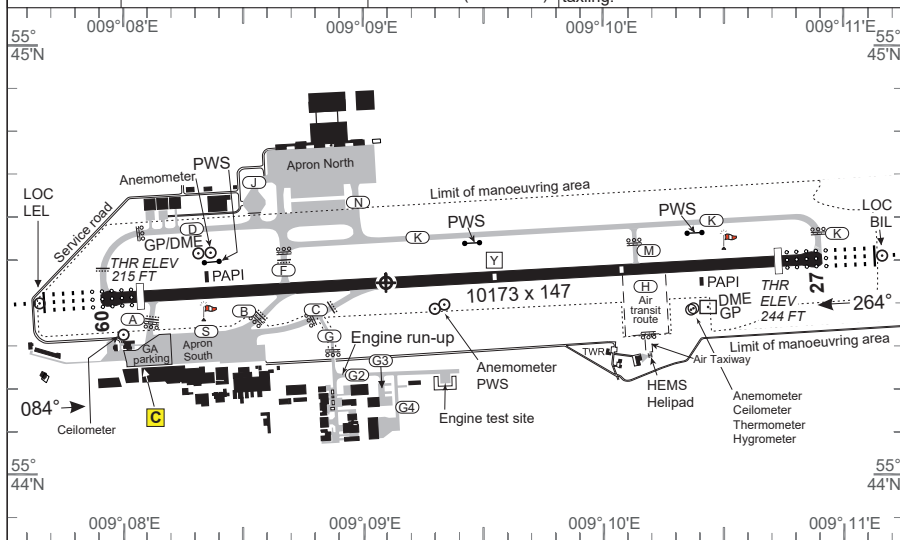 taxiing.
009°08'E
009°09'E
009°10'E
009°11'E
55°
45'N
55°
45'N
Apron North
PWS
Anemometer
J
LOC
LEL
Service road
Limit of manoeuvring area
N
D
K
PWS
PWS
K
K
LOC
BIL
GP/DME
THR ELEV
215 FT
PAPI
F
Y
M
H
Air
transit
route
PAPI
THR
ELEV
244 FT
27
264°
09
10173 x 147
DME
GP
A
B
C
S
G
GA
parking
Apron
South
Engine run-up
G3
G2
G4
TWR
Air Taxiway
Limit of manoeuvring area
Anemometer
PWS
HEMS
Helipad
084°
Ceilometer
C
Engine test site
Anemometer
Ceilometer
Thermometer
Hygrometer
55°
44'N
55°
44'N
009°08'E
009°09'E
009°10'E
009°11'E